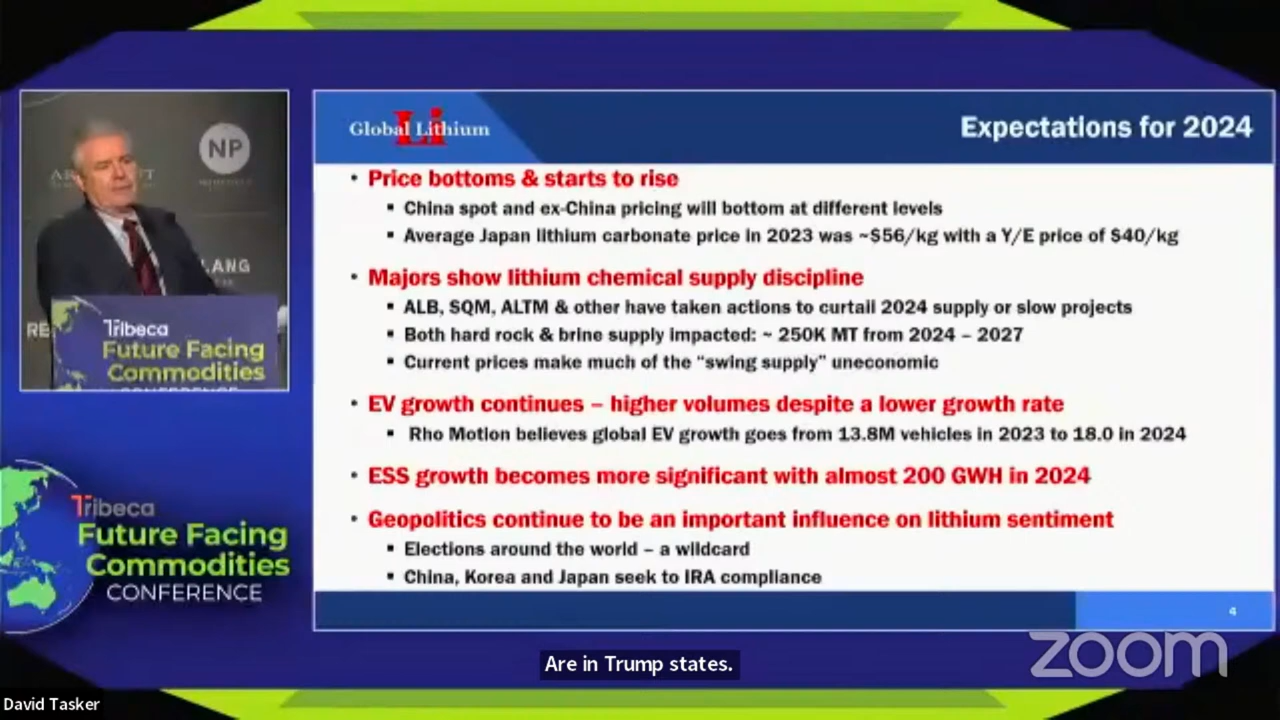 NP
LANG
RE
Tribeca
Future Facing
Commodities
Tribeca
Future Facing
Commodities
CONFERENCE
Global Lithium
Li
Expectations for 2024
• Price bottoms & starts to rise
▪ China spot and ex-China pricing will bottom at different levels
▪ Average Japan lithium carbonate price in 2023 was ~$56/kg with a Y/E price of $40/kg
• Majors show lithium chemical supply discipline
▪ ALB, SQM, ALTM & other have taken actions to curtail 2024 supply or slow projects
▪ Both hard rock & brine supply impacted: ~ 250K MT from 2024 – 2027
▪ Current prices make much of the “swing supply” uneconomic
• EV growth continues – higher volumes despite a lower growth rate
▪ Rho Motion believes global EV growth goes from 13.8M vehicles in 2023 to 18.0 in 2024
• ESS growth becomes more significant with almost 200 GWH in 2024
• Geopolitics continue to be an important influence on lithium sentiment
▪ Elections around the world – a wildcard
▪ China, Korea and Japan seek to IRA compliance
4
Are in Trump states.
zoom
David Tasker